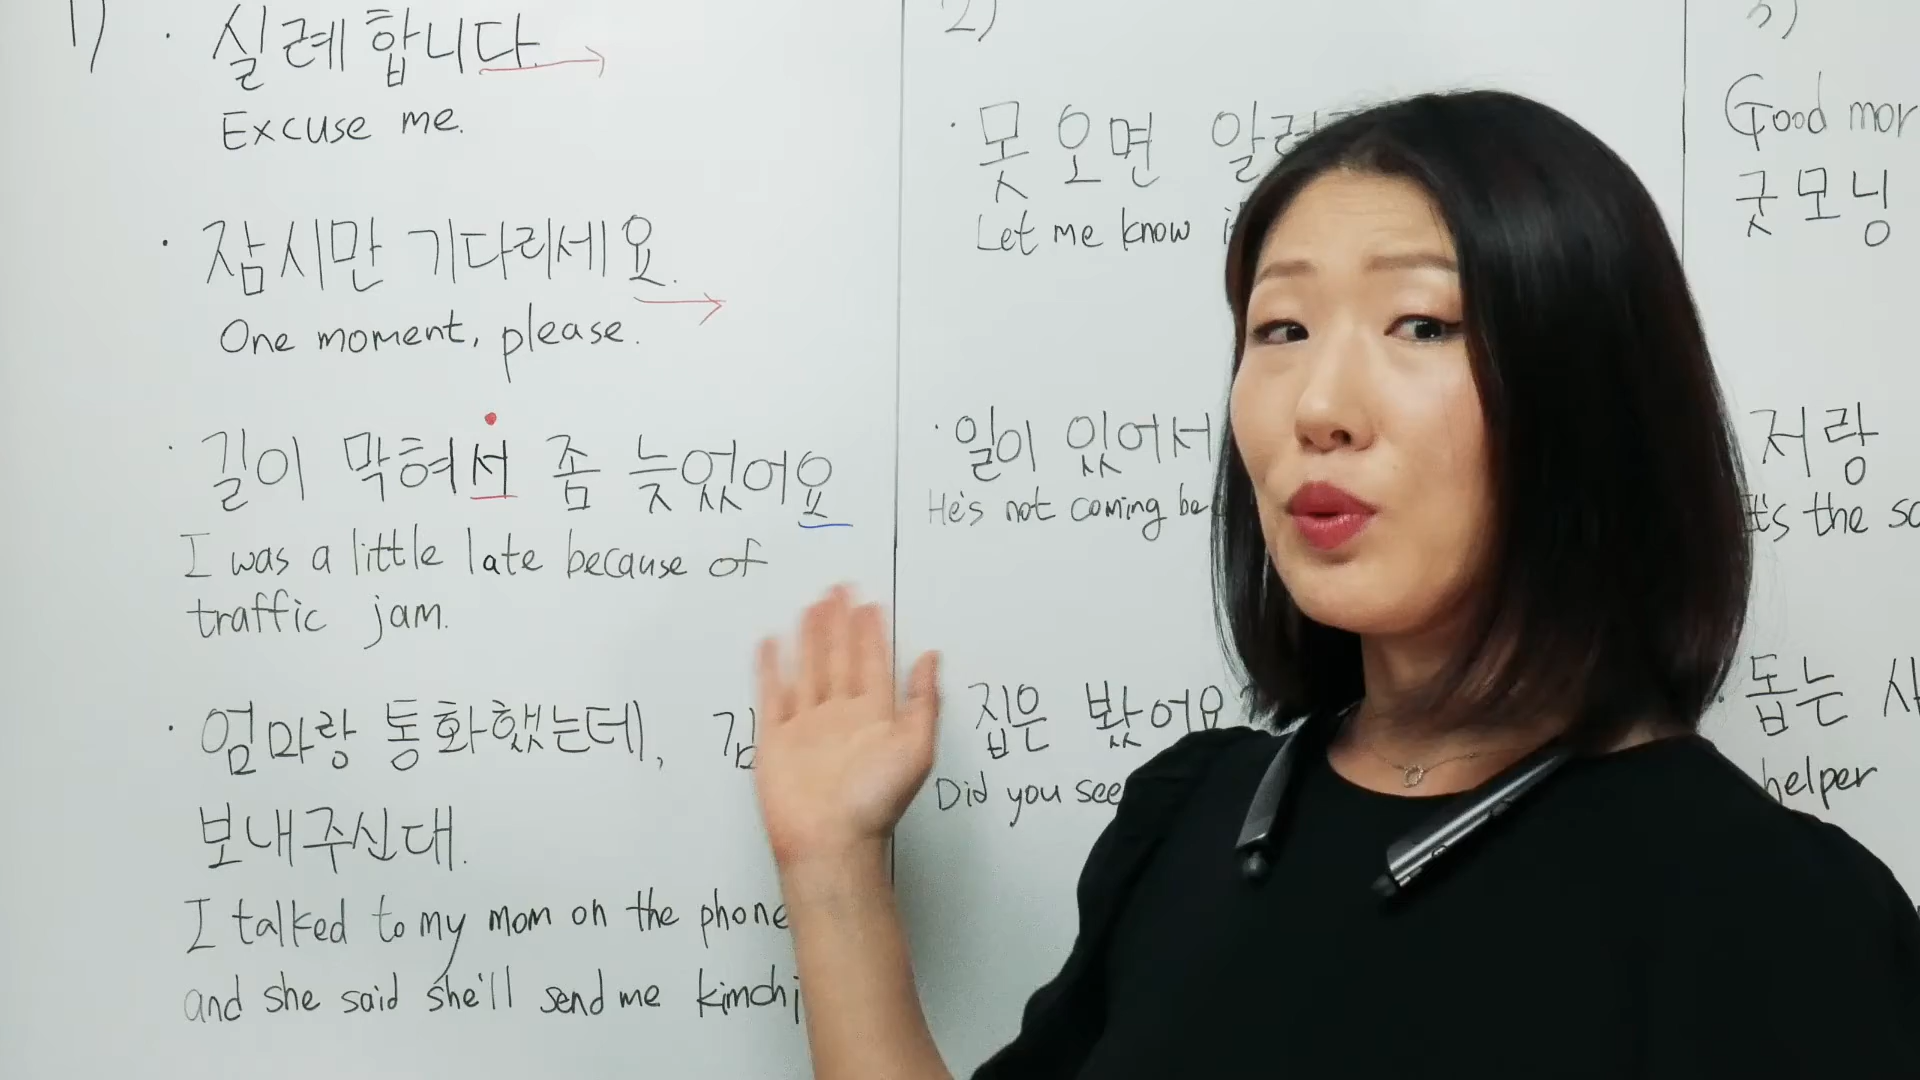 1)
· 실례합니다.
Excuse me.
· 잠시만 기다리세요.
One moment, please.
· 길이 막혀서 좀 늦었어요
I was a little late because of
traffic jam.
· 엄마랑 통화했는데,
보내주신대.
I talked to my mom on the phone
and she said she'll send me kimchi
2)
· 못 오면
Let me know
· 일이 있어서
He's not coming
집은 봤어요?
Did you see
3)
Good
굿모닝
저랑
It's the
· 돕는
helper